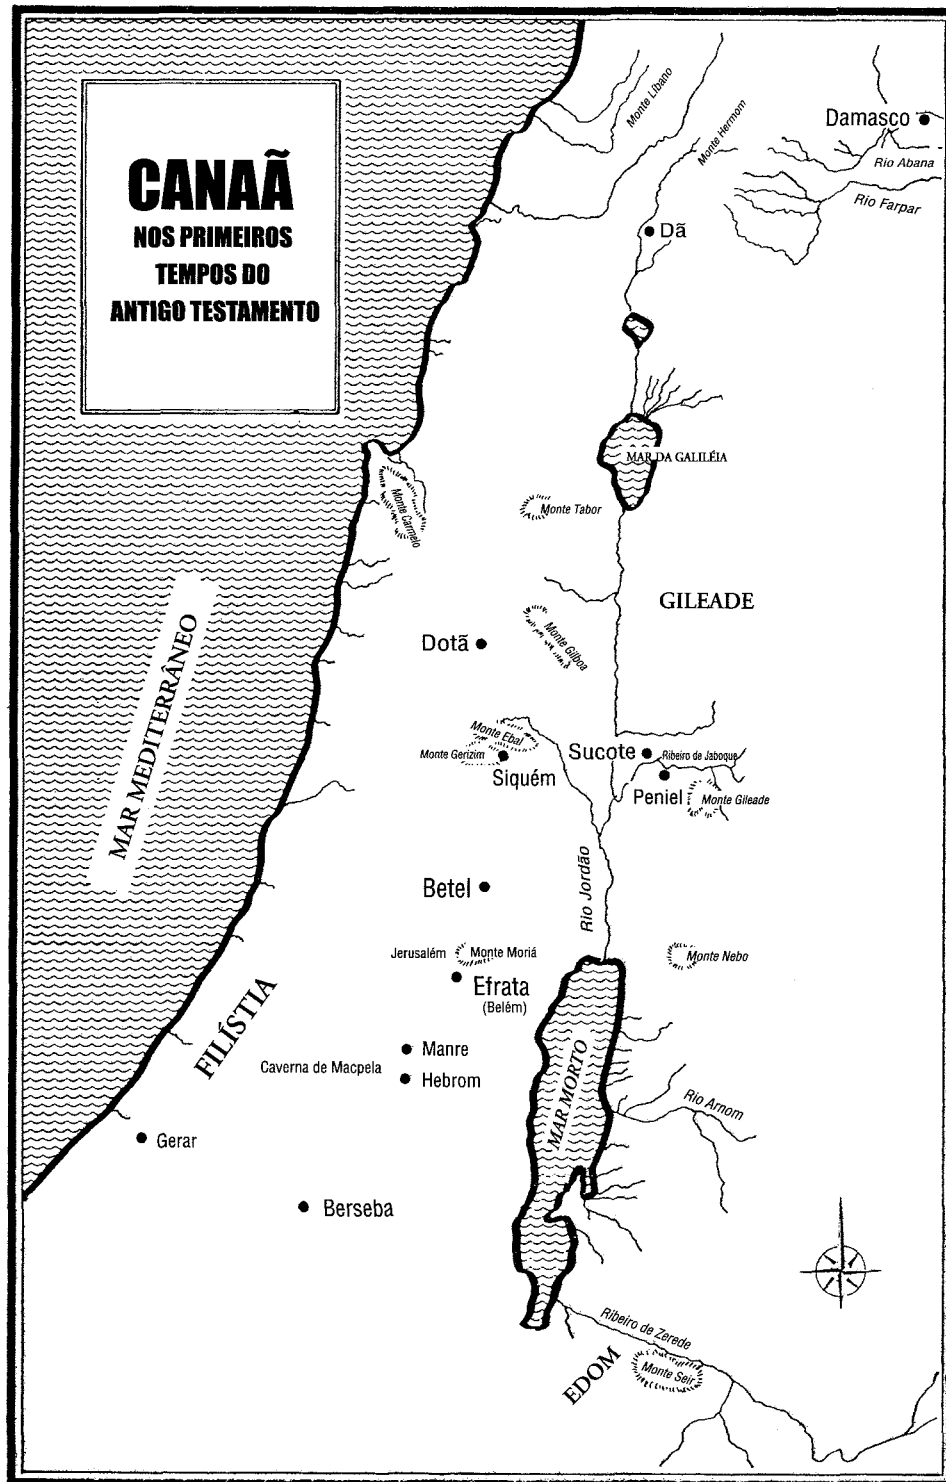 CANAÃ
NOS PRIMEIROS
TEMPOS DO
ANTIGO TESTAMENTO
Monte Líbano
Monte Hermom
Damasco
Rio Abana
Rio Farpar
Dã
MAR DA GALILÉIA
Monte Carmelo
Monte Tabor
GILEADE
MAR MEDITERRÂNEO
Dotã
Monte Gilboa
Monte Ebal
Monte Gerizim
Siquém
Sucote
Ribeiro de Jaboque
Peniel
Monte Gileade
Rio Jordão
Betel
Jerusalém
Monte Moriá
Monte Nebo
Efrata
(Belém)
FILÍSTIA
Manre
Caverna de Macpela
Hebrom
MAR MORTO
Rio Arnom
Gerar
Berseba
Ribeiro de Zerede
EDOM
Monte Seir